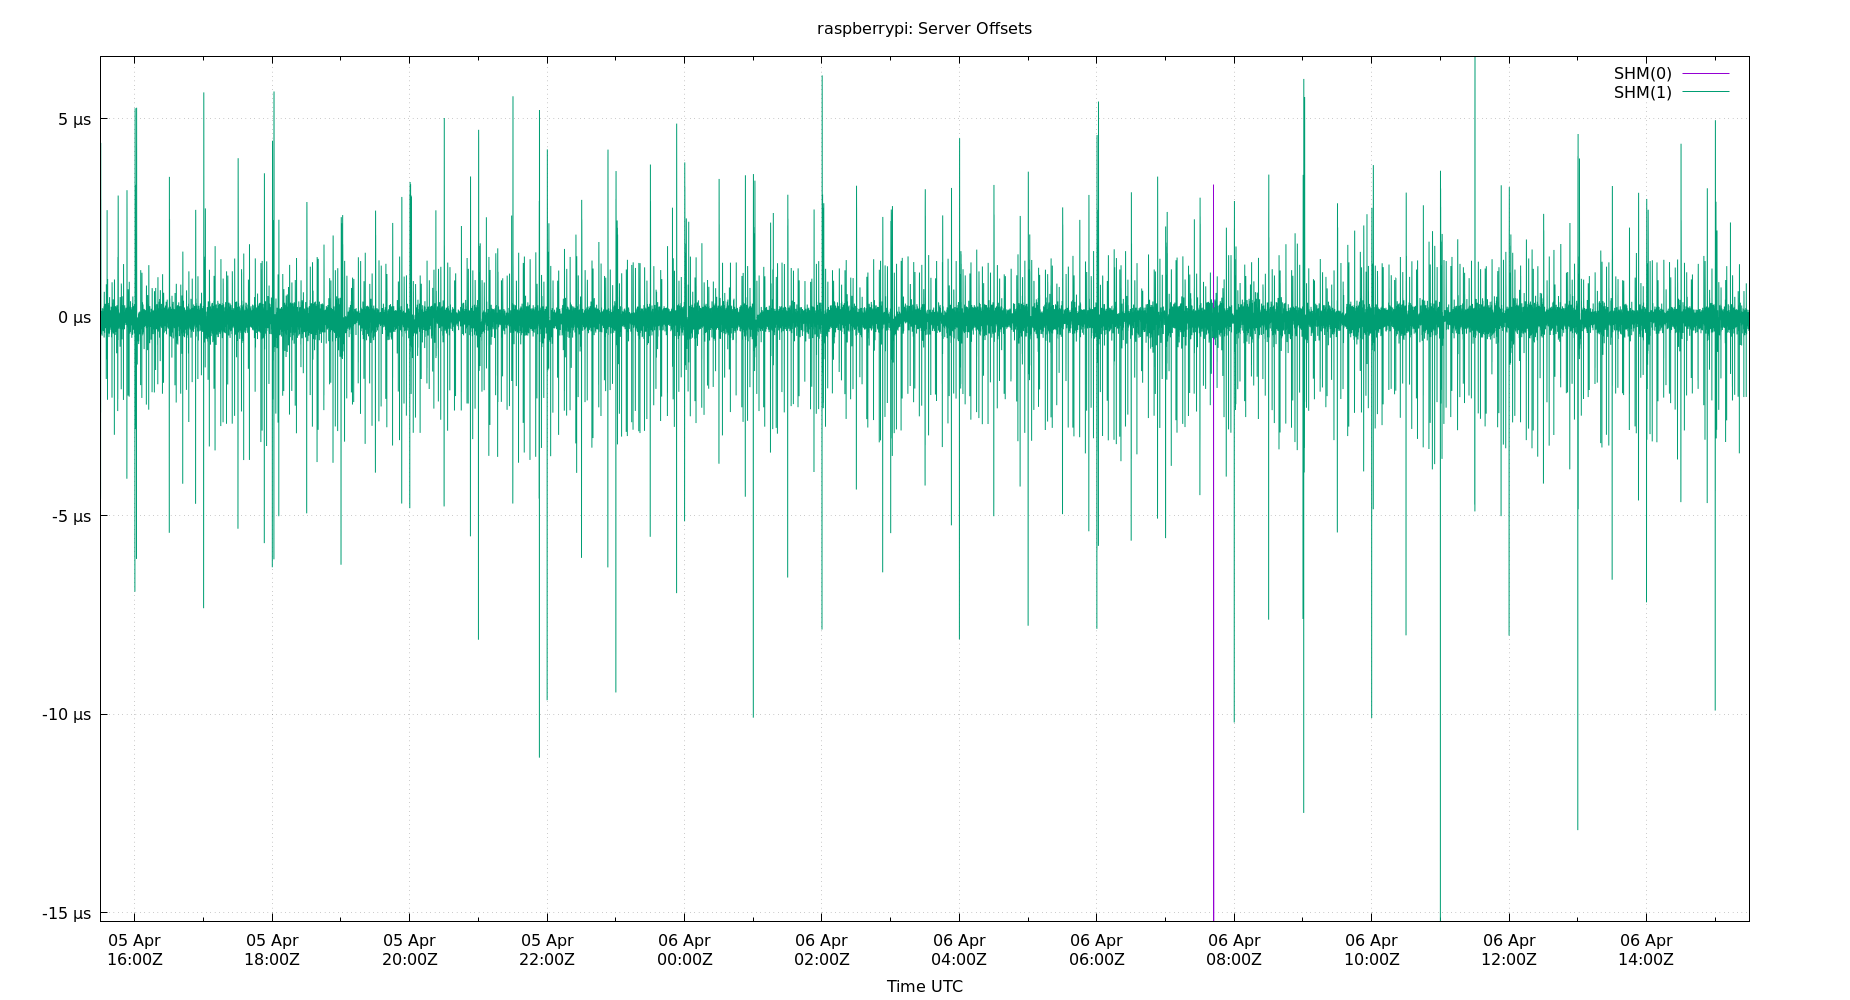 raspberrypi: Server Offsets
SHM(0)
SHM(1)
5 µs
0 µs
-5 µs
-10 µs
-15 µs
05 Apr 05 Apr 05 Apr 05 Apr 06 Apr 06 Apr 06 Apr 06 Apr 06 Apr 06 Apr 06 Apr 06 Apr
16:00Z 18:00Z 20:00Z 22:00Z 00:00Z 02:00Z 04:00Z 06:00Z 08:00Z 10:00Z 12:00Z 14:00Z
Time UTC